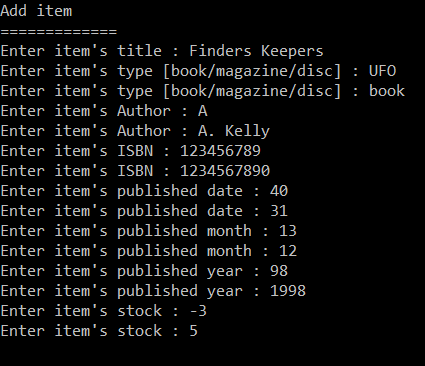 Add item
=============
Enter item's title : Finders Keepers
Enter item's type [book/magazine/disc] : UFO
Enter item's type [book/magazine/disc] : book
Enter item's Author : A
Enter item's Author : A. Kelly
Enter item's ISBN : 123456789
Enter item's ISBN : 1234567890
Enter item's published date : 40
Enter item's published date : 31
Enter item's published month : 13
Enter item's published month : 12
Enter item's published year : 98
Enter item's published year : 1998
Enter item's stock : -3
Enter item's stock : 5